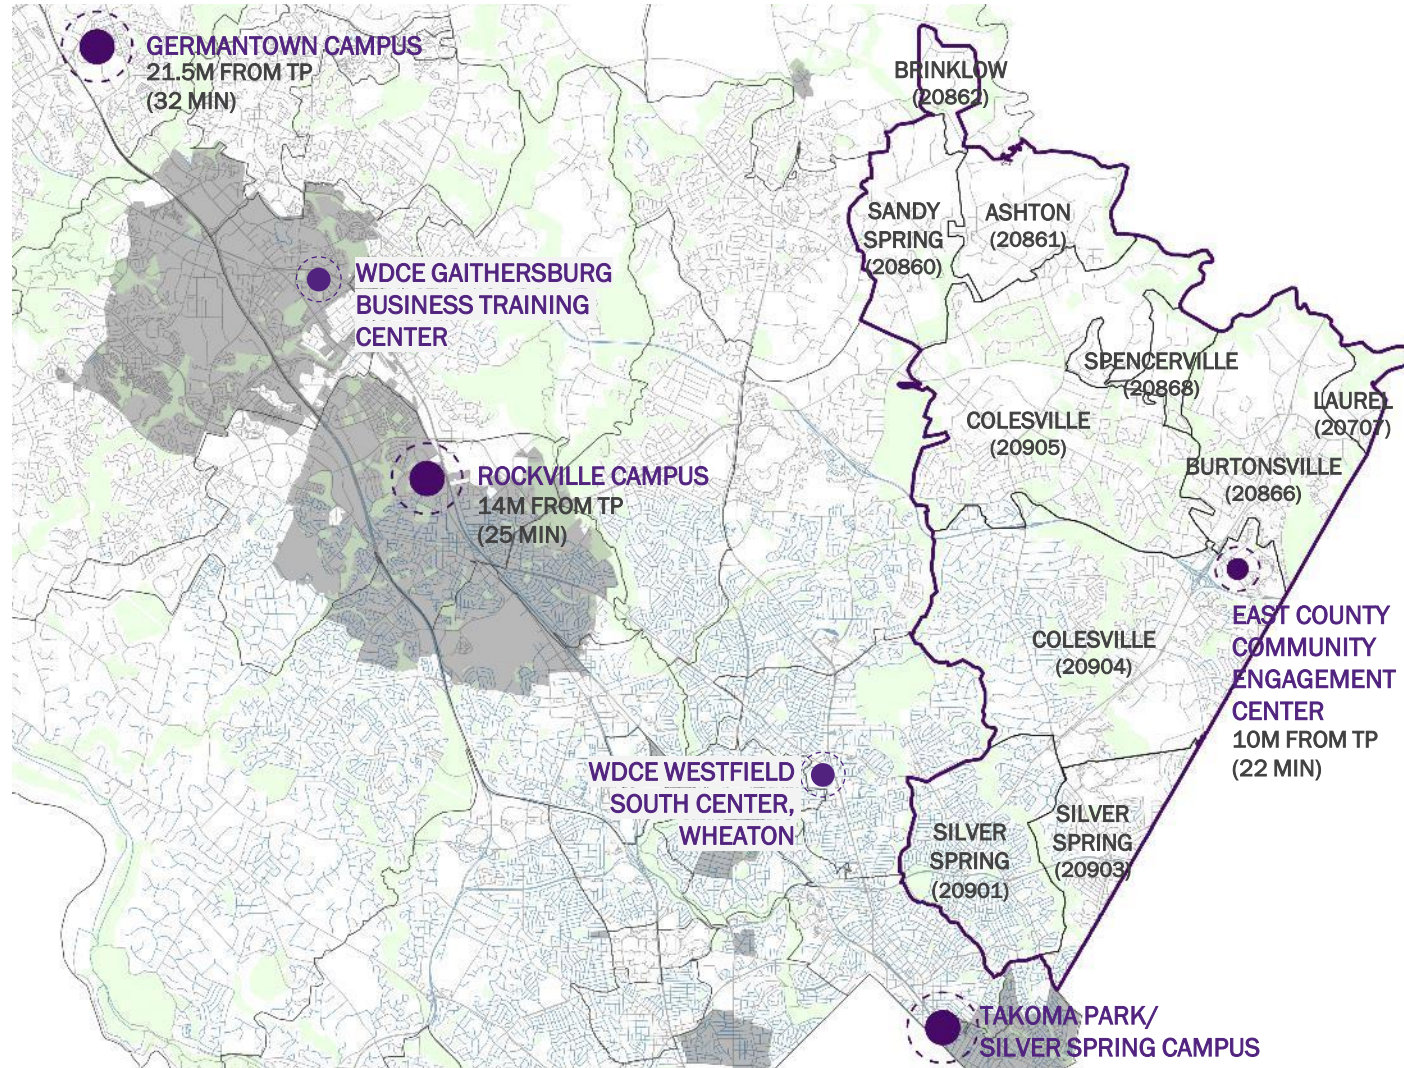 GERMANTOWN CAMPUS
21.5M FROM TP
(32 MIN)
BRINKLOW
(20862)
SANDY
SPRING
(20860)
ASHTON
(20861)
WDCE GAITHERSBURG
BUSINESS TRAINING
CENTER
SPENCERVILLE
(20868)
LAUREL
(20707)
COLESVILLE
(20905)
BURTONSVILLE
(20866)
ROCKVILLE CAMPUS
14M FROM TP
(25 MIN)
EAST COUNTY
COMMUNITY
ENGAGEMENT
CENTER
10M FROM TP
(22 MIN)
COLESVILLE
(20904)
WDCE WESTFIELD
SOUTH CENTER,
WHEATON
SILVER
SPRING
(20901)
SILVER
SPRING
(20903)
TAKOMA PARK/
SILVER SPRING CAMPUS